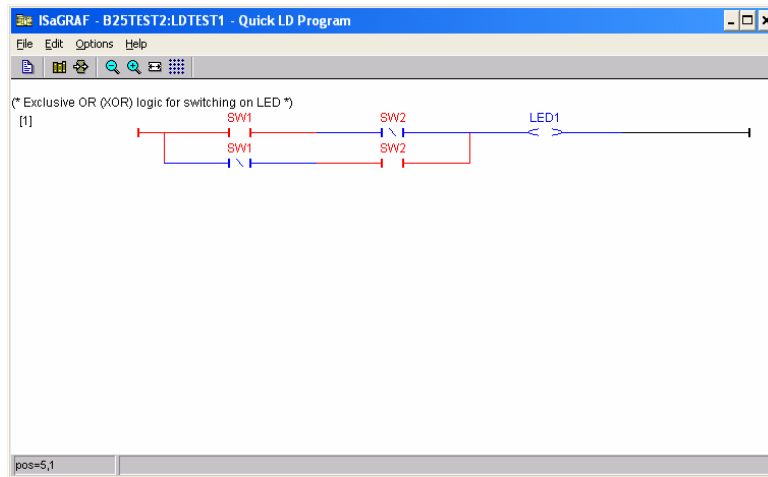 ISaGRAF - B25TEST2:LDTEST1 - Quick LD Program
File Edit Options Help
(* Exclusive OR (XOR) logic for switching on LED *)
[1] SW1 SW2 LED1
SW1 SW2
pos=5,1